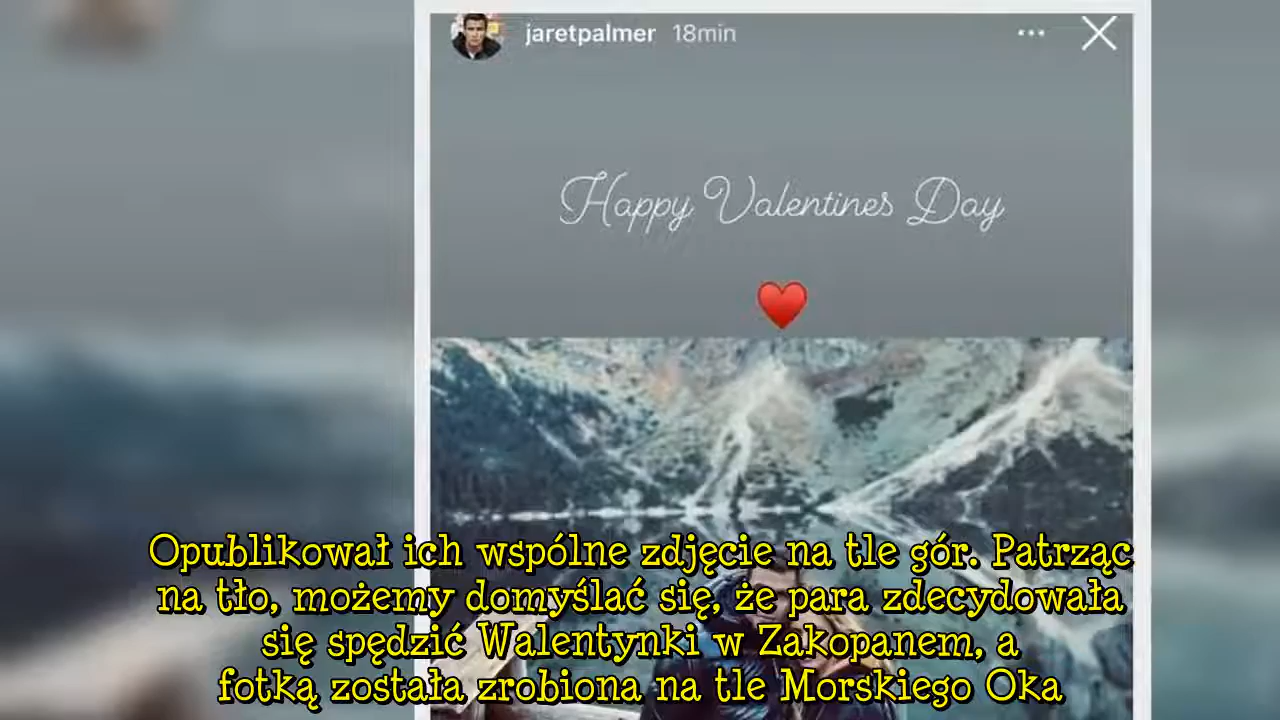 jaretpalmer 18min
Happy Valentines Day
Opublikował ich wspólne zdjęcie na tle gór. Patrząc
na tło, możemy domyślać się, że para zdecydowała
się spędzić Walentynki w Zakopanem, a
fotką została zrobiona na tle Morskiego Oka